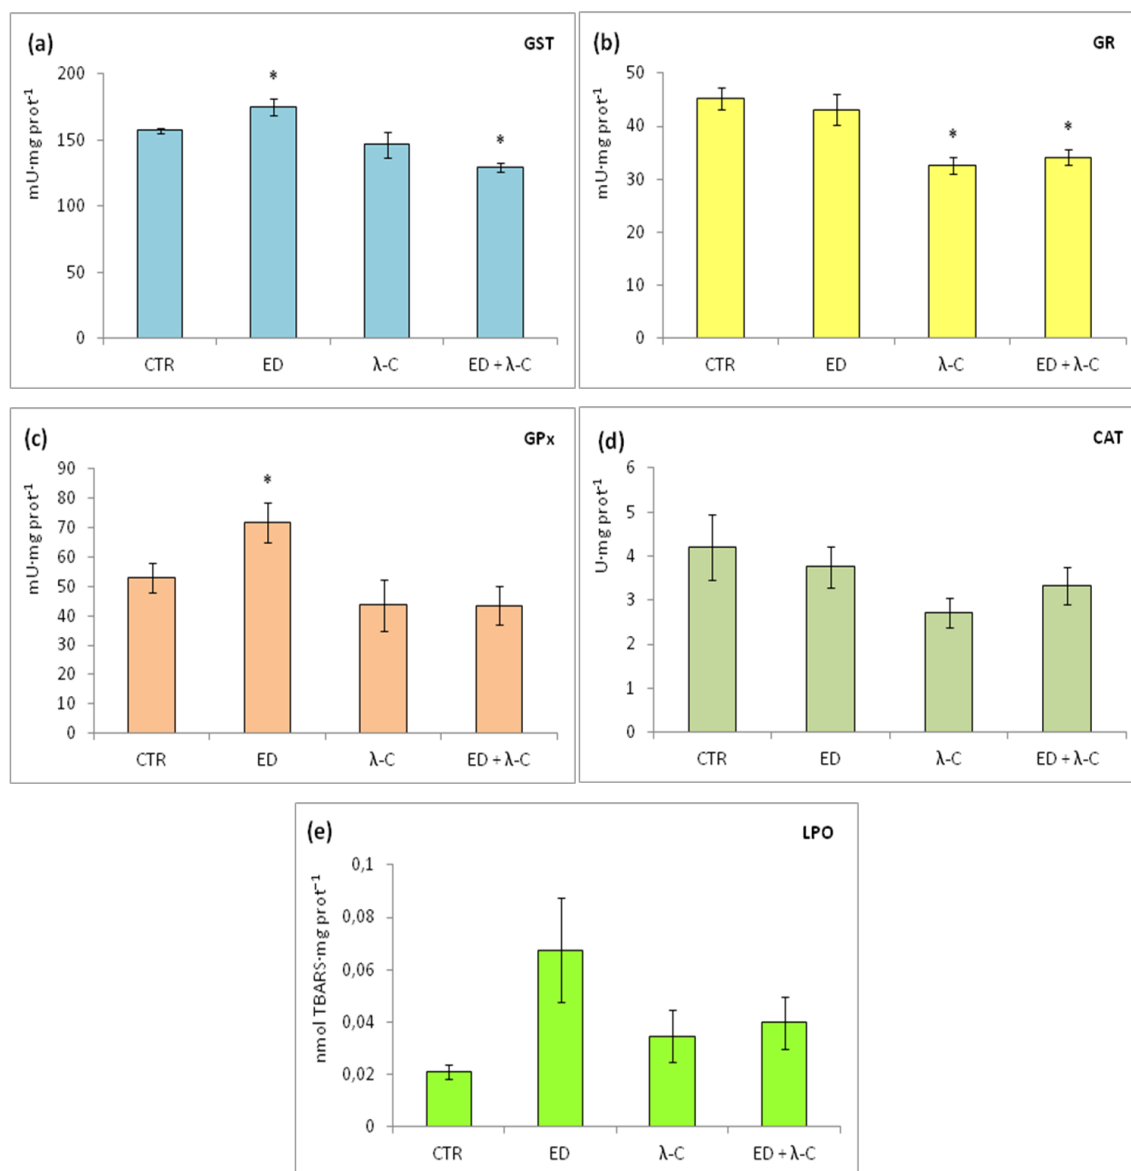 (a) GST
mU·mg prot⁻¹
200
150
100
50
0
*
*
CTR ED λ-C ED + λ-C
(b) GR
mU·mg prot⁻¹
50
40
30
20
10
0
*
*
CTR ED λ-C ED + λ-C
(c) GPx
mU·mg prot⁻¹
90
80
70
60
50
40
30
20
10
0
*
CTR ED λ-C ED + λ-C
(d) CAT
U·mg prot⁻¹
6
5
4
3
2
1
0
CTR ED λ-C ED + λ-C
(e) LPO
nmol TBARS·mg prot⁻¹
0,1
0,08
0,06
0,04
0,02
0
CTR ED λ-C ED + λ-C